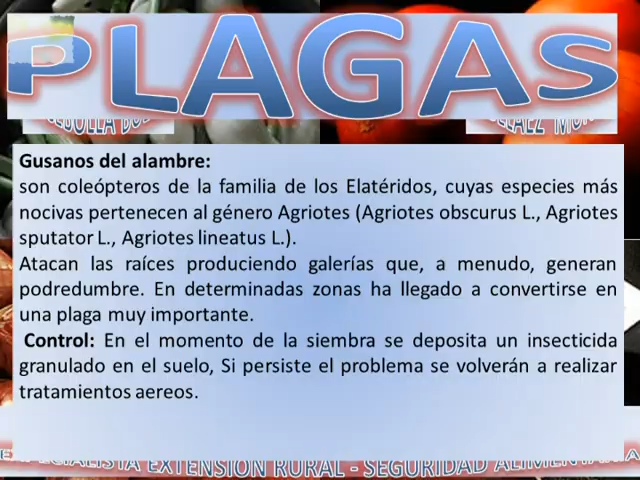 PLAGAS
Gusanos del alambre:
son coleópteros de la familia de los Elatéridos, cuyas especies más
nocivas pertenecen al género Agriotes (Agriotes obscurus L., Agriotes
sputator L., Agriotes lineatus L.).
Atacan las raíces produciendo galerías que, a menudo, generan
podredumbre. En determinadas zonas ha llegado a convertirse en
una plaga muy importante.
Control: En el momento de la siembra se deposita un insecticida
granulado en el suelo, Si persiste el problema se volverán a realizar
tratamientos aereos.
EXTENSIÓN RURAL - SEGURIDAD